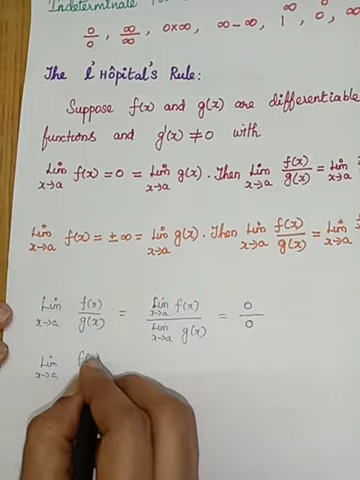 Indeterminate
0/0, ∞/∞, 0×∞, ∞−∞, 1^∞, 0
The l'Hôpital's Rule:
Suppose f(x) and g(x) are differentiable
functions and g'(x) ≠ 0 with
Lim x→a f(x) = 0 = Lim x→a g(x). Then Lim x→a f(x)/g(x) = Lim x→a
Lim x→a f(x) = ±∞ = Lim x→a g(x). Then Lim x→a f(x)/g(x) = Lim x→a
Lim x→a f(x)/g(x) = Lim x→a f(x) / Lim x→a g(x) = 0/0
Lim x→a